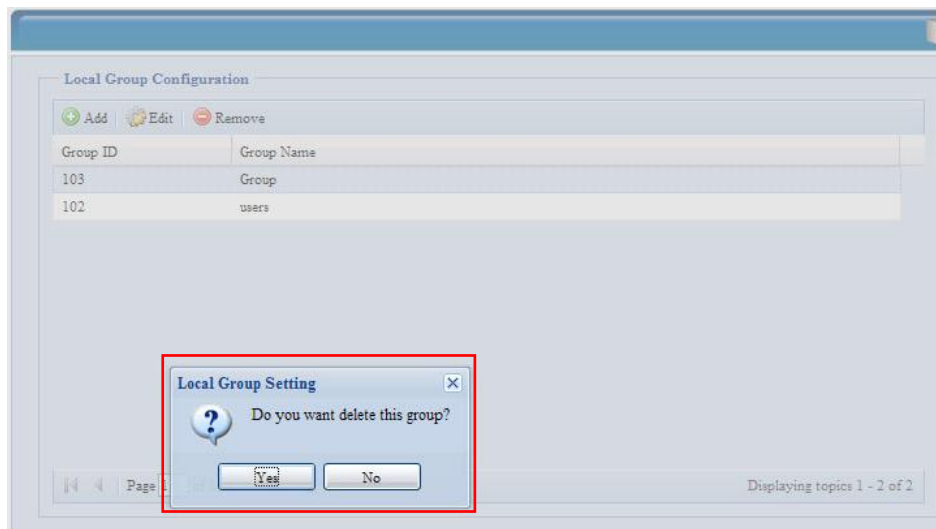 Local Group Configuration
Add Edit Remove
Group ID Group Name
103 Group
102 users
Local Group Setting
Do you want delete this group?
Yes No
Page 1 Displaying topics 1 - 2 of 2